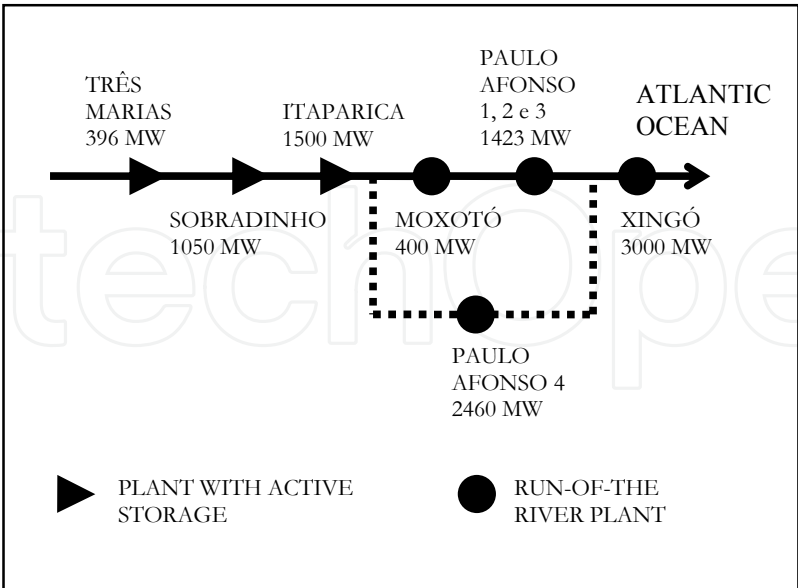 TRÊS
MARIAS
396 MW
ITAPARICA
1500 MW
PAULO
AFONSO
1, 2 e 3
1423 MW
ATLANTIC
OCEAN
SOBRADINHO
1050 MW
MOXOTÓ
400 MW
XINGÓ
3000 MW
PAULO
AFONSO 4
2460 MW
PLANT WITH ACTIVE
STORAGE
RUN-OF-THE
RIVER PLANT
techOpe